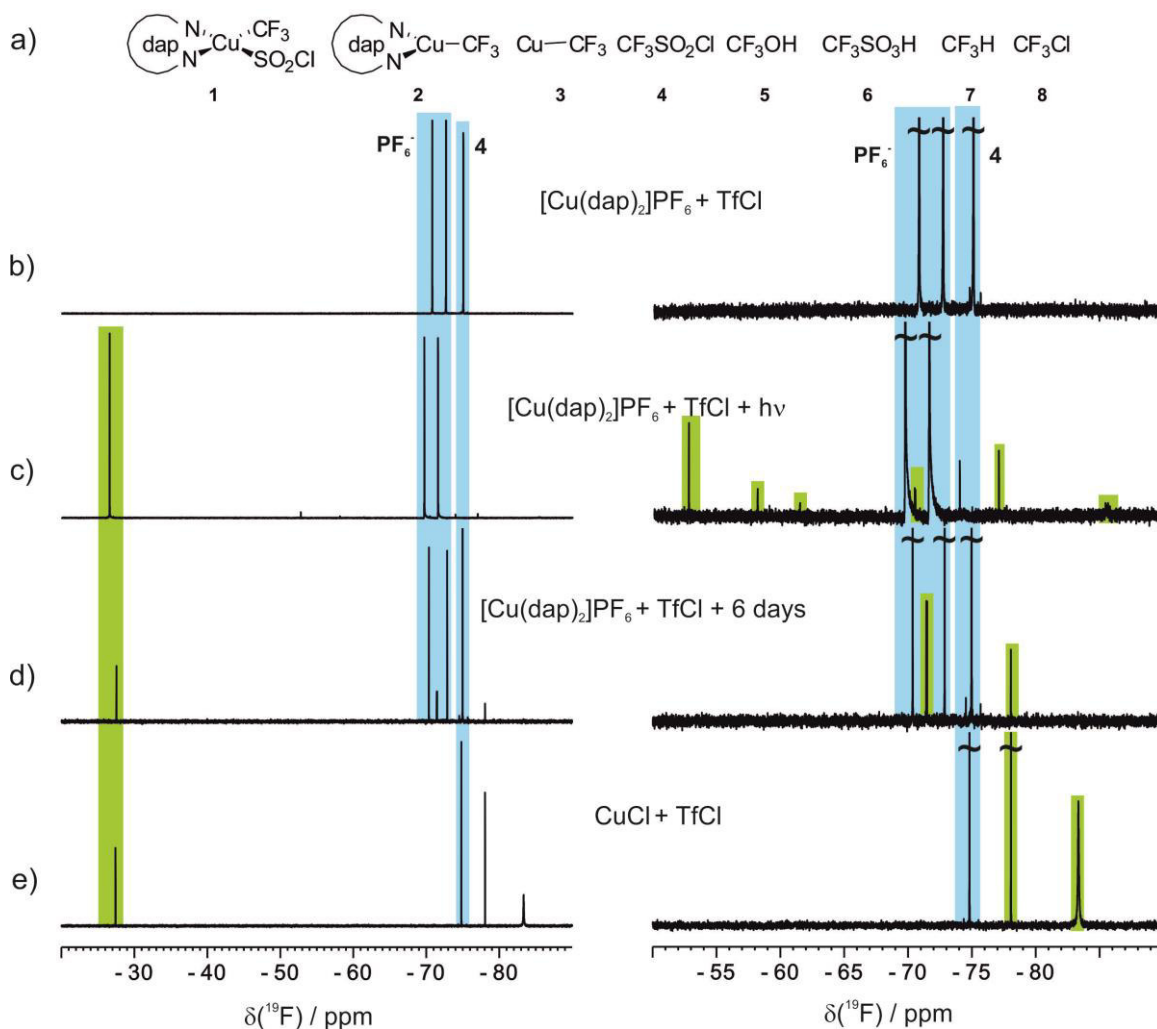 a)
dap N N Cu CF₃ SO₂Cl
dap N N Cu—CF₃
Cu—CF₃
CF₃SO₂Cl
CF₃OH
CF₃SO₃H
CF₃H
CF₃Cl
1 2 3 4 5 6 7 8
PF₆⁻ 4 PF₆⁻ 4
[Cu(dap)₂]PF₆ + TfCl
b)
[Cu(dap)₂]PF₆ + TfCl + hν
c)
[Cu(dap)₂]PF₆ + TfCl + 6 days
d)
CuCl + TfCl
e)
-30 -40 -50 -60 -70 -80
δ(¹⁹F) / ppm
-55 -60 -65 -70 -75 -80
δ(¹⁹F) / ppm